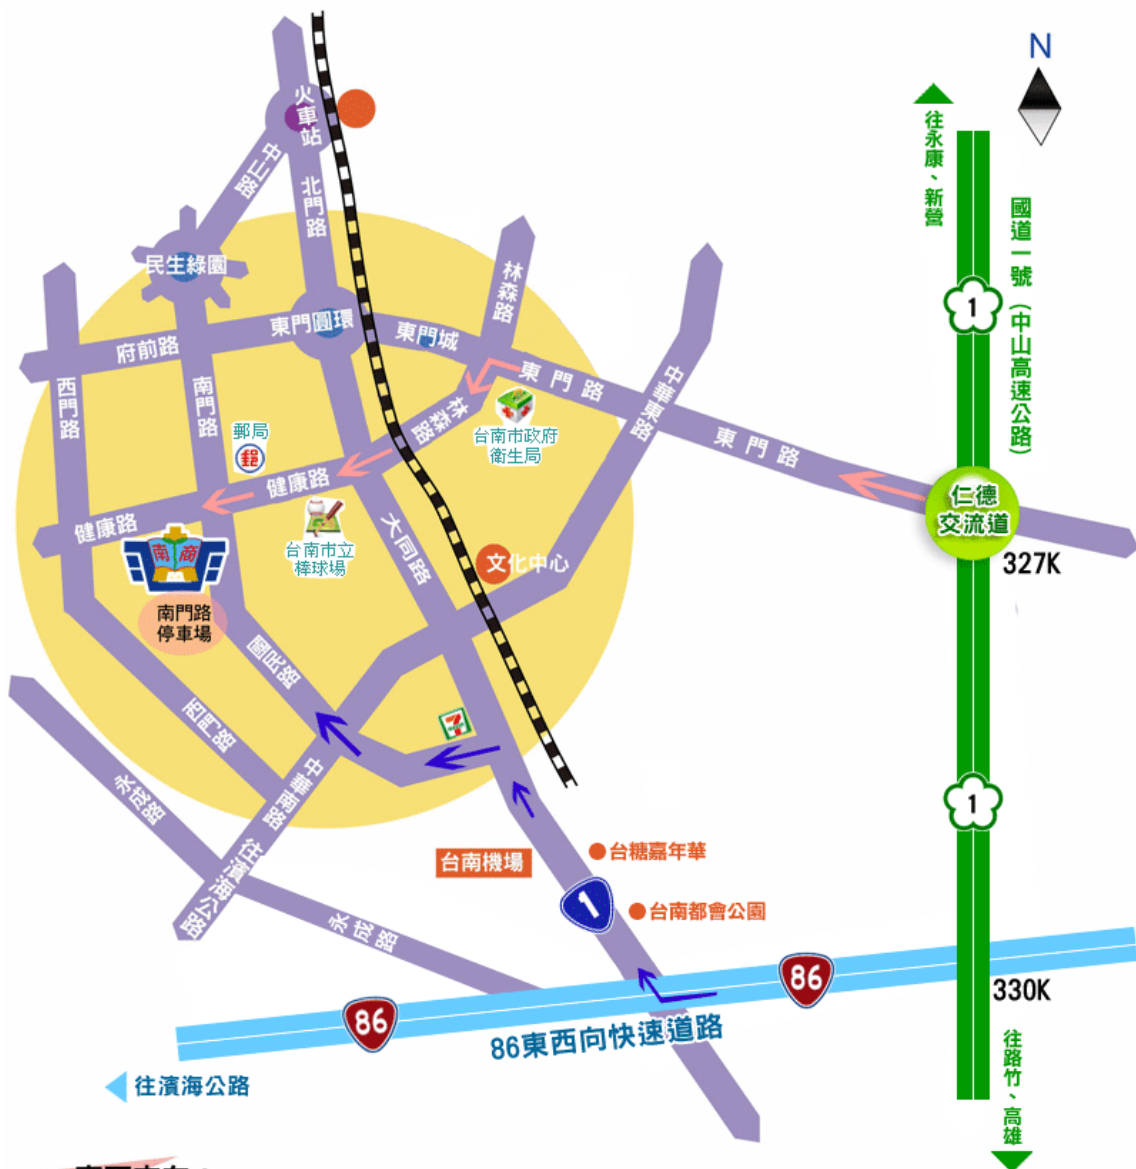 N
往永康、新營
國道一號（中山高速公路）
1
火車站
中山路
北門路
民生綠園
林森路
東門圓環
東門城
府前路
東門路
中華東路
西門路
南門路
林森路
台南市政府
衛生局
東門路
郵局
郵
健康路
仁德
交流道
327K
健康路
南商
台南市立
棒球場
大同路
文化中心
南門路
停車場
國民路
西門路
7
中華南路
永成路
往濱海公路
1
台南機場
台糖嘉年華
1
台南都會公園
永成路
86
86
330K
86東西向快速道路
往濱海公路
往路竹、高雄